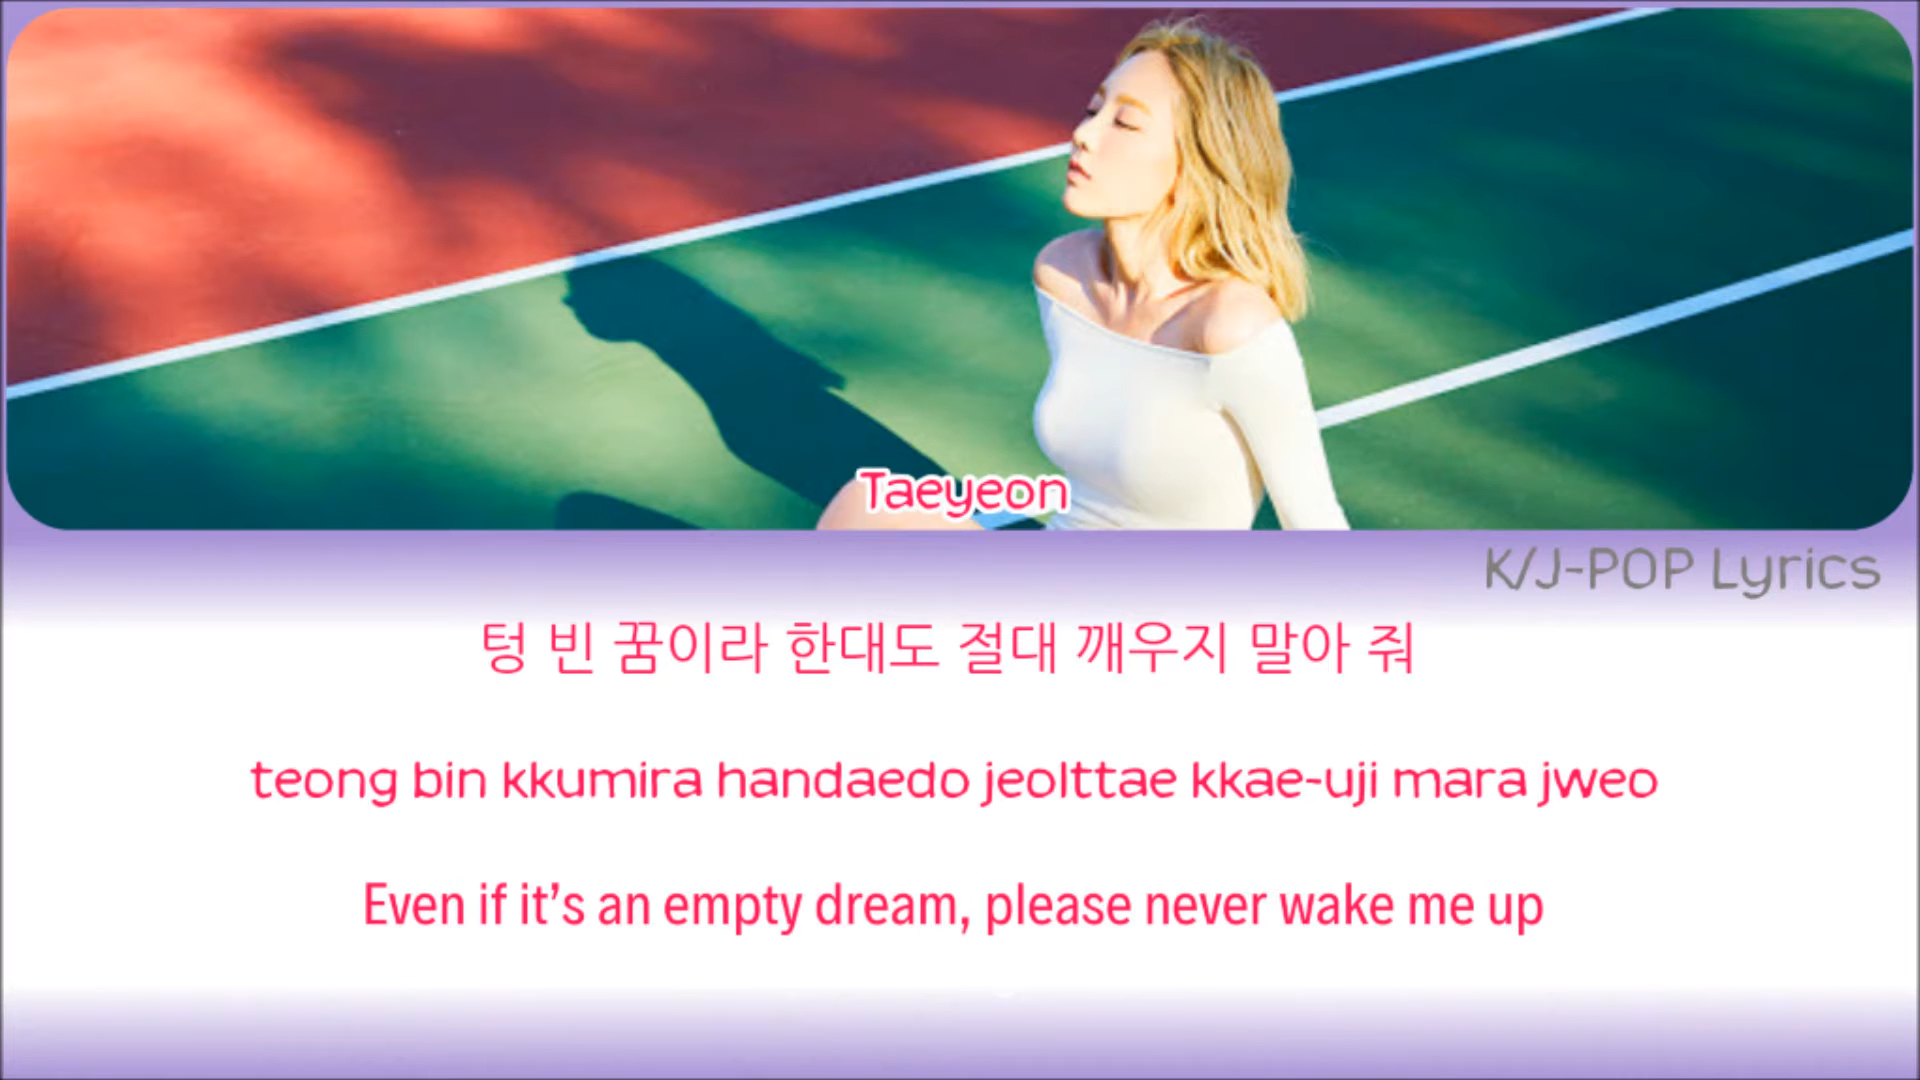 Taeyeon
K/J-POP Lyrics
텅 빈 꿈이라 한대도 절대 깨우지 말아 줘
teong bin kkumira handaedo jeolttae kkae-uji mara jweo
Even if it’s an empty dream, please never wake me up